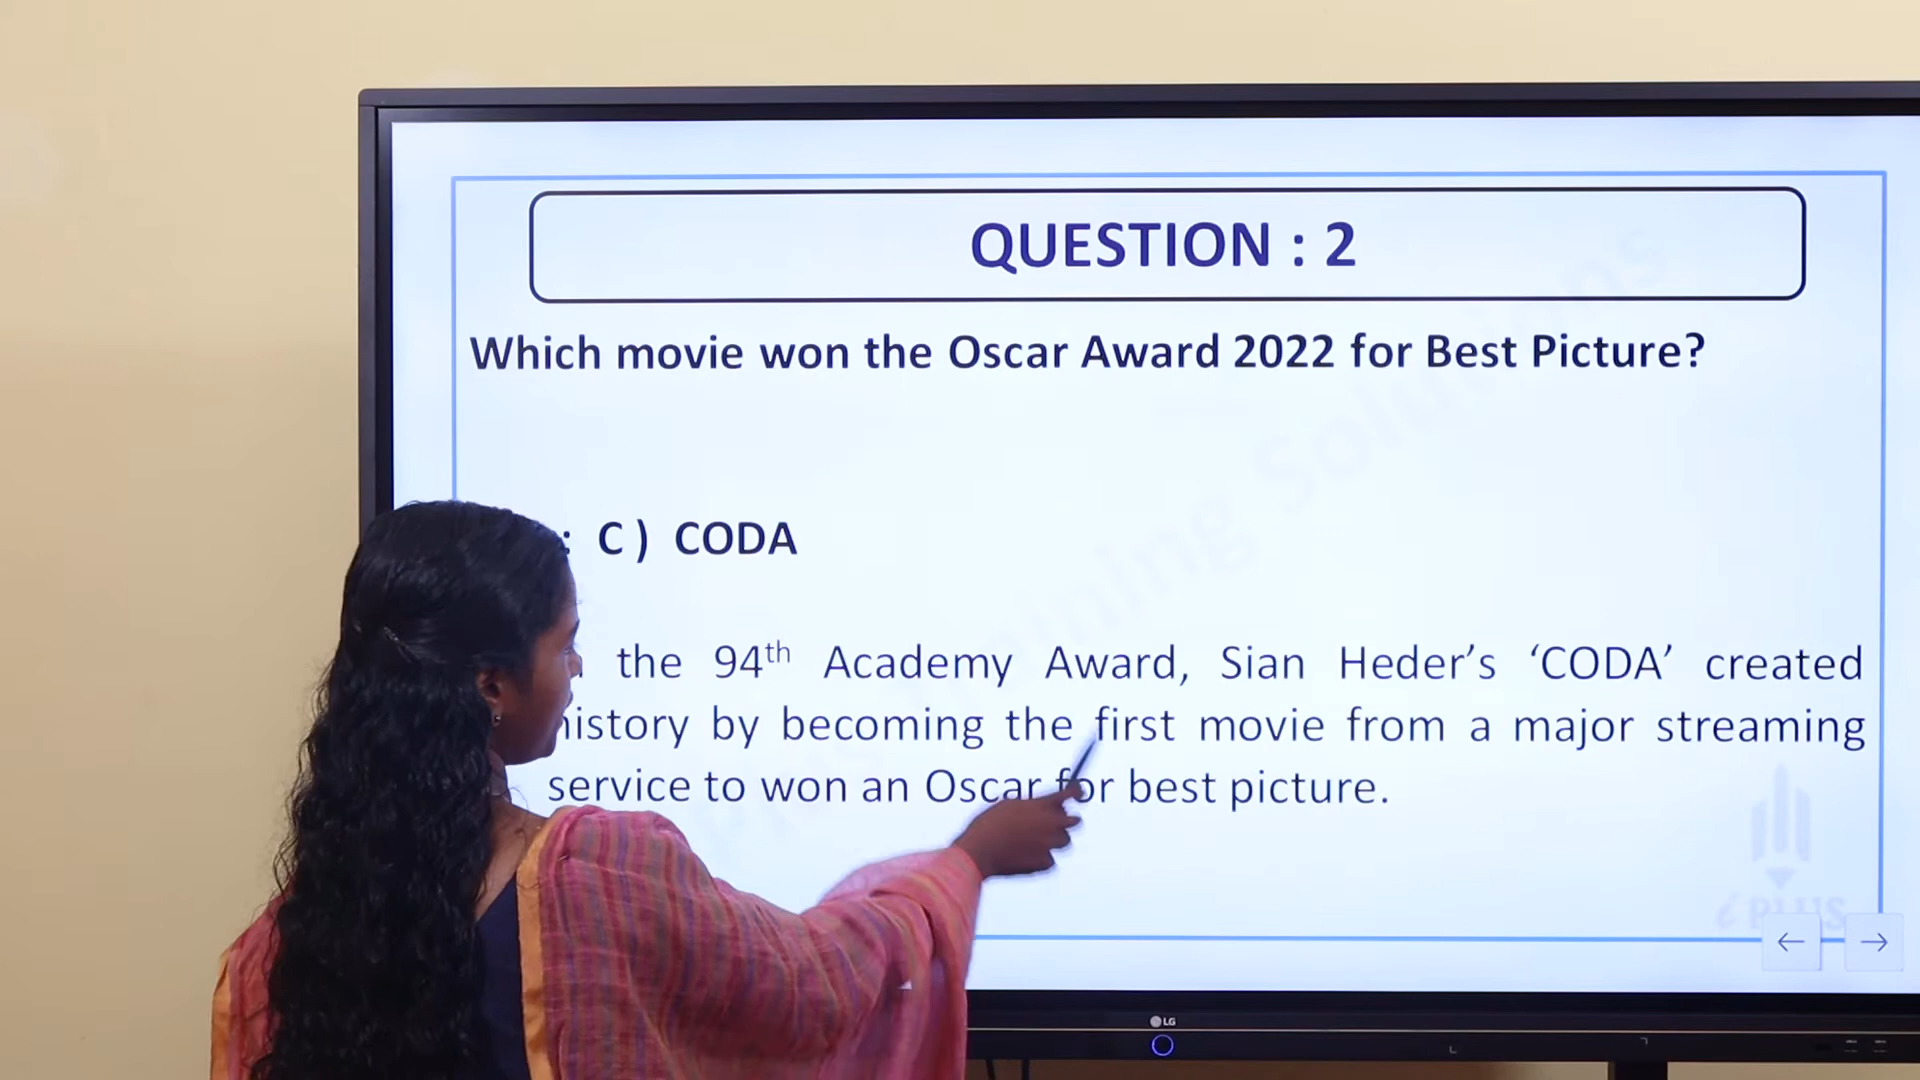 QUESTION : 2
Which movie won the Oscar Award 2022 for Best Picture?
: C ) CODA
the 94th Academy Award, Sian Heder’s ‘CODA’ created
history by becoming the first movie from a major streaming
service to won an Oscar for best picture.
iPLUS
LG